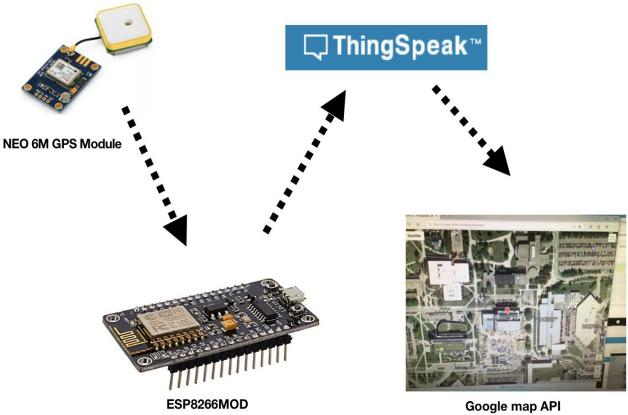 ThingSpeak™
NEO 6M GPS Module
ESP8266MOD
Google map API